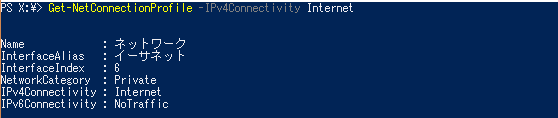 PS X:¥> Get-NetConnectionProfile -IPv4Connectivity Internet
Name : ネットワーク
InterfaceAlias : イーサネット
InterfaceIndex : 6
NetworkCategory : Private
IPv4Connectivity : Internet
IPv6Connectivity : NoTraffic